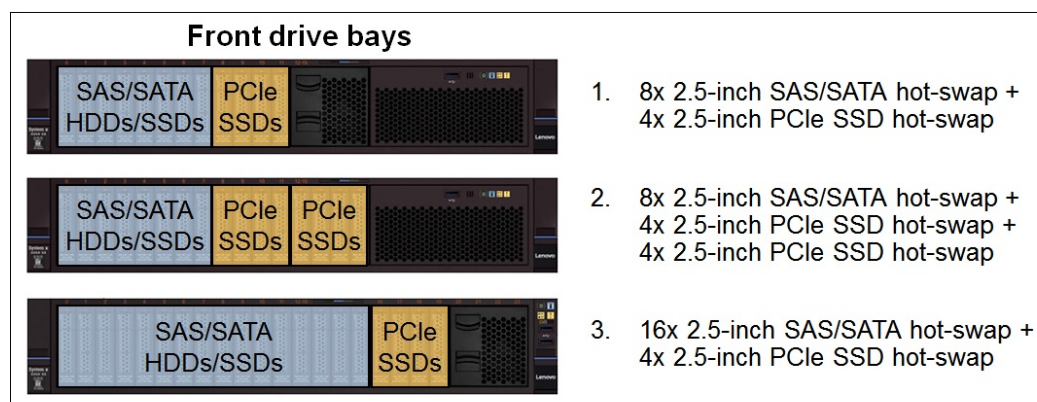 Front drive bays
SAS/SATA
HDDs/SSDs
PCIe
SSDs
Lenovo
1. 8x 2.5-inch SAS/SATA hot-swap +
4x 2.5-inch PCIe SSD hot-swap
SAS/SATA
HDDs/SSDs
PCIe
SSDs
PCIe
SSDs
Lenovo
2. 8x 2.5-inch SAS/SATA hot-swap +
4x 2.5-inch PCIe SSD hot-swap +
4x 2.5-inch PCIe SSD hot-swap
SAS/SATA
HDDs/SSDs
PCIe
SSDs
Lenovo
3. 16x 2.5-inch SAS/SATA hot-swap +
4x 2.5-inch PCIe SSD hot-swap